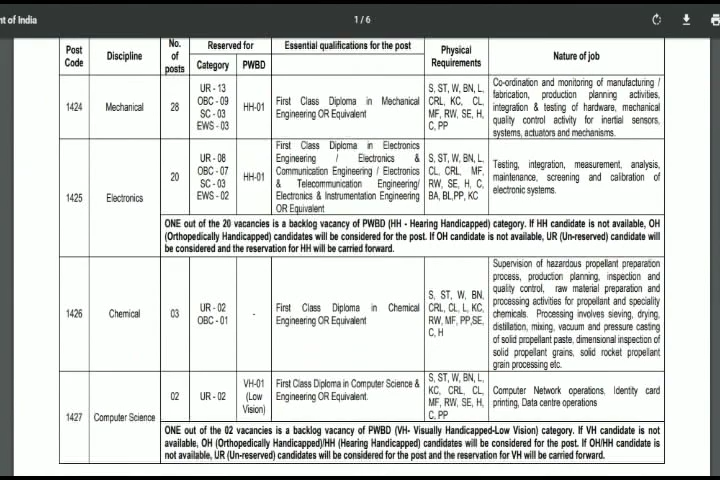 nt of India
1 / 6
Post Code
Discipline
No. of posts
Reserved for
Category
PWBD
Essential qualifications for the post
Physical Requirements
Nature of job
1424
Mechanical
28
UR - 13
OBC - 09
SC - 03
EWS - 03
HH-01
First Class Diploma in Mechanical
Engineering OR Equivalent
S, ST, W, BN, L,
CRL, KC, CL,
MF, RW, SE, H,
C, PP
Co-ordination and monitoring of manufacturing /
fabrication, production planning activities,
integration & testing of hardware, mechanical
quality control activity for inertial sensors,
systems, actuators and mechanisms.
1425
Electronics
20
UR - 08
OBC - 07
SC - 03
EWS - 02
HH-01
First Class Diploma in Electronics
Engineering / Electronics &
Communication Engineering / Electronics
& Telecommunication Engineering/
Electronics & Instrumentation Engineering
OR Equivalent
S, ST, W, BN, L,
CL, CRL, MF,
RW, SE, H, C,
BA, BL,PP, KC
Testing, integration, measurement, analysis,
maintenance, screening and calibration of
electronic systems.
ONE out of the 20 vacancies is a backlog vacancy of PWBD (HH - Hearing Handicapped) category. If HH candidate is not available, OH
(Orthopedically Handicapped) candidates will be considered for the post. If OH candidate is not available, UR (Un-reserved) candidate will
be considered and the reservation for HH will be carried forward.
1426
Chemical
03
UR - 02
OBC - 01
-
First Class Diploma in Chemical
Engineering OR Equivalent
S, ST, W, BN,
CRL, CL, L, KC,
RW, MF, PP,SE,
C, H
Supervision of hazardous propellant preparation
process, production planning, inspection and
quality control, raw material preparation and
processing activities for propellant and speciality
chemicals. Processing involves sieving, drying,
distillation, mixing, vacuum and pressure casting
of solid propellant paste, dimensional inspection of
solid propellant grains, solid rocket propellant
grain processing etc.
1427
Computer Science
02
UR - 02
VH-01
(Low
Vision)
First Class Diploma in Computer Science &
Engineering OR Equivalent.
S, ST, W, BN, L,
KC, CRL, CL,
MF, RW, SE, H,
C, PP
Computer Network operations, Identity card
printing, Data centre operations
ONE out of the 02 vacancies is a backlog vacancy of PWBD (VH- Visually Handicapped-Low Vision) category. If VH candidate is not
available, OH (Orthopedically Handicapped)/HH (Hearing Handicapped) candidates will be considered for the post. If OH/HH candidate is
not available, UR (Un-reserved) candidates will be considered for the post and the reservation for VH will be carried forward.